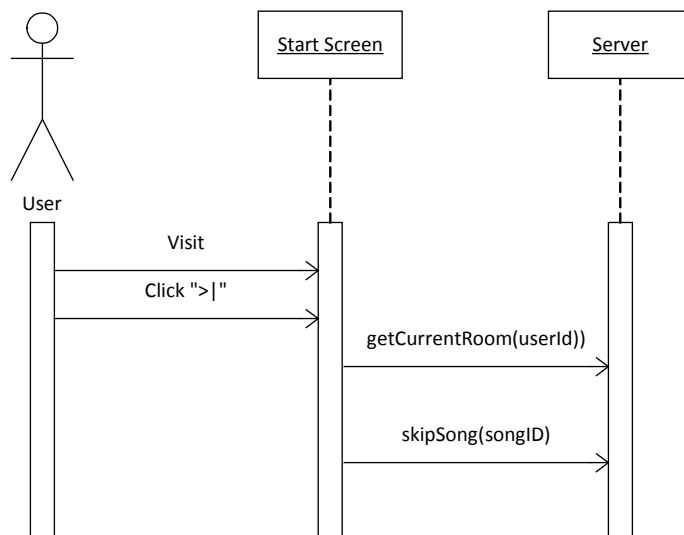 Start Screen
Server
User
Visit
Click ">|"
getCurrentRoom(userId))
skipSong(songID)